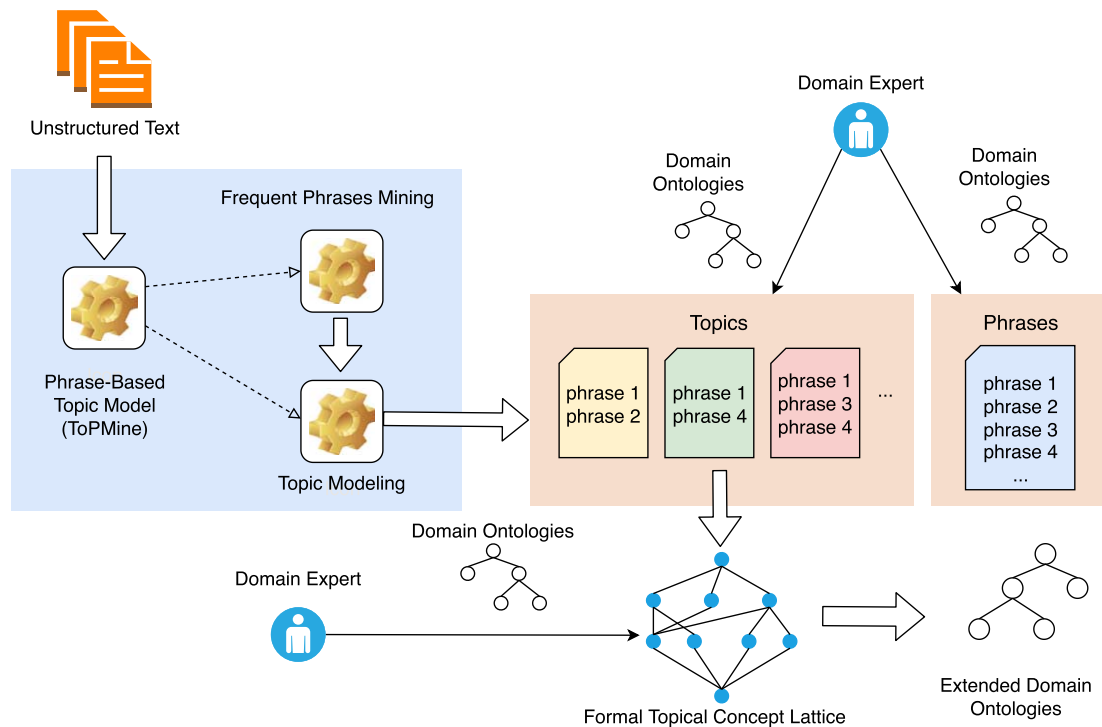 Unstructured Text
Frequent Phrases Mining
Phrase-Based
Topic Model
(ToPMine)
Topic Modeling
Domain Expert
Domain
Ontologies
Domain
Ontologies
Topics
phrase 1
phrase 2
phrase 1
phrase 4
phrase 1
phrase 3
phrase 4
...
Phrases
phrase 1
phrase 2
phrase 3
phrase 4
...
Domain Ontologies
Domain Expert
Formal Topical Concept Lattice
Extended Domain
Ontologies